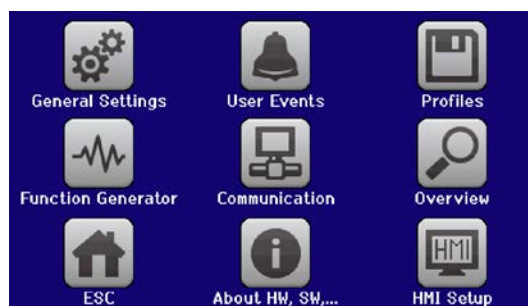 General Settings
User Events
Profiles
Function Generator
Communication
Overview
HMI
ESC
About HW, SW,...
HMI Setup